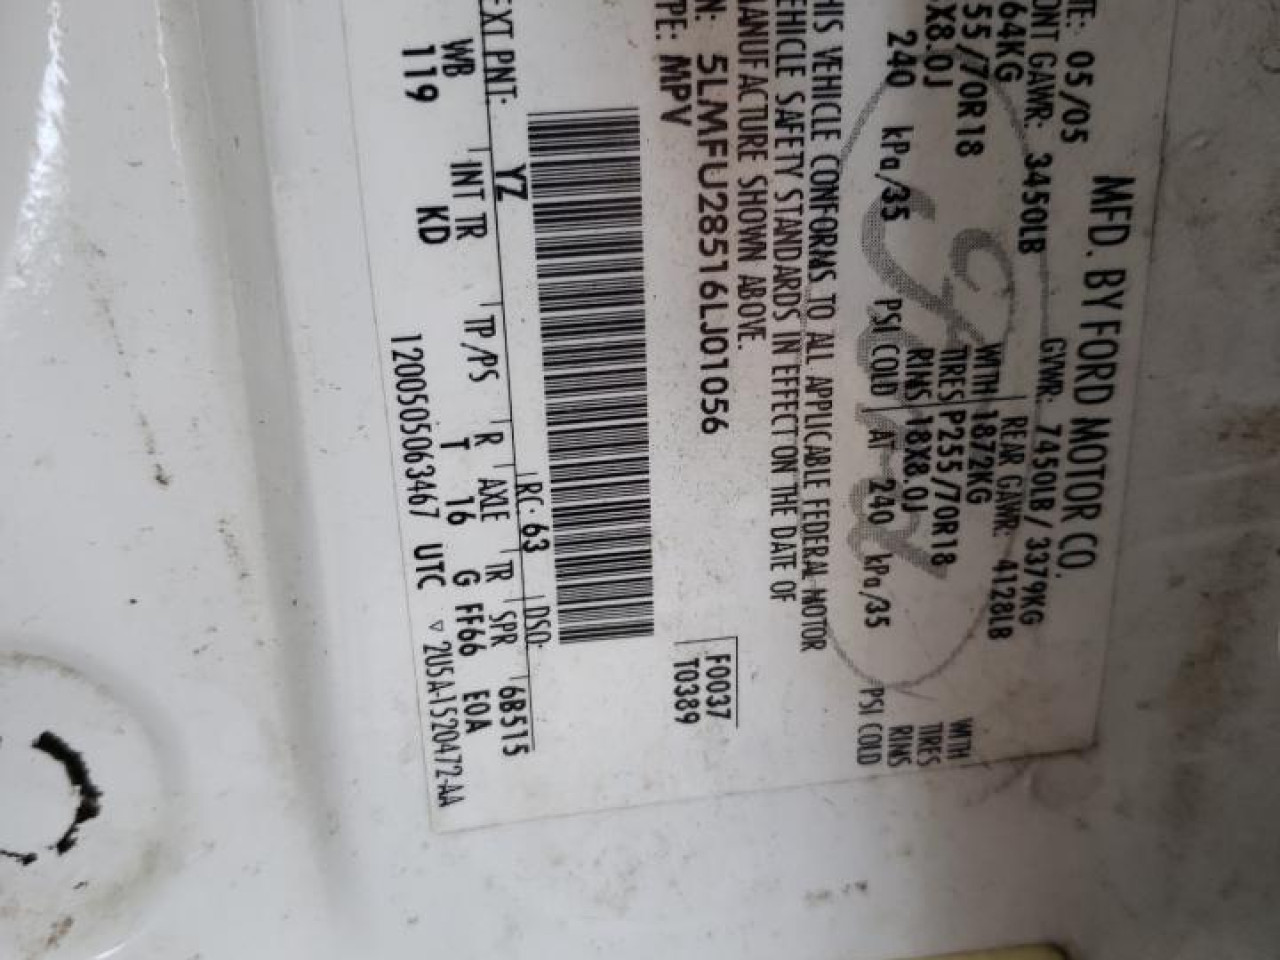 MFD. BY FORD MOTOR CO.
TE: 05/05 GVWR: 7450LB / 3379KG
ONT GAWR: 3450LB REAR GAWR: 4128LB
64KG WITH 1872KG WITH
55/70R18 TIRES P255/70R18 TIRES
X8.0J RIMS 18X8.0J RIMS
240 kPa/35 PSI COLD AT 240 kPa/35 PSI COLD
HIS VEHICLE CONFORMS TO ALL APPLICABLE FEDERAL MOTOR
EHICLE SAFETY STANDARDS IN EFFECT ON THE DATE OF
MANUFACTURE SHOWN ABOVE.
N: 5LMFU28516LJ01056 F0037
PE: MPV T0389
EXT PNT: YZ RC: 63 DSO:
WB INT TR TP/PS R AXLE TR SPR 6B515
119 KD T 16 G FF66 E0A
1200505063467 UTC ▽ 2U5A-1520472-AA